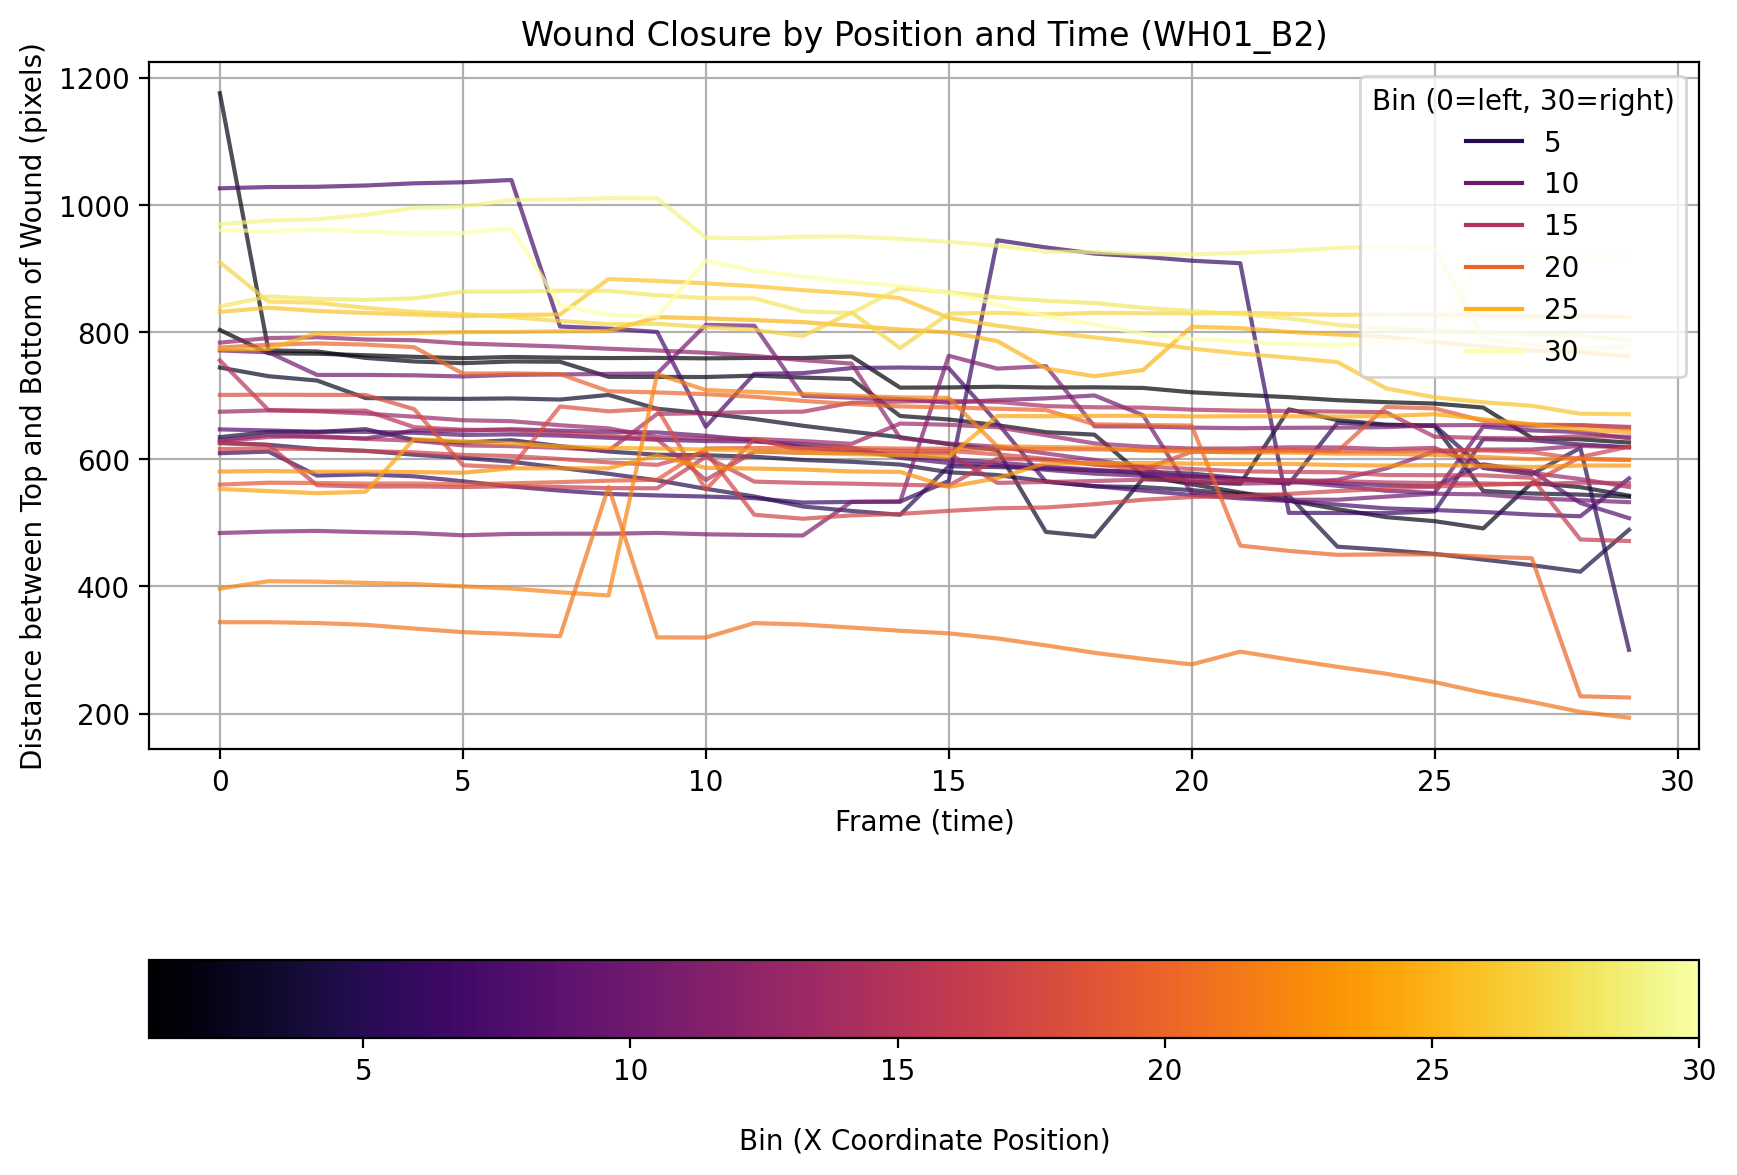 Wound Closure by Position and Time (WH01_B2)
Distance between Top and Bottom of Wound (pixels)
1200
1000
800
600
400
200
Bin (0=left, 30=right)
5
10
15
20
25
30
0 5 10 15 20 25 30
Frame (time)
5 10 15 20 25 30
Bin (X Coordinate Position)